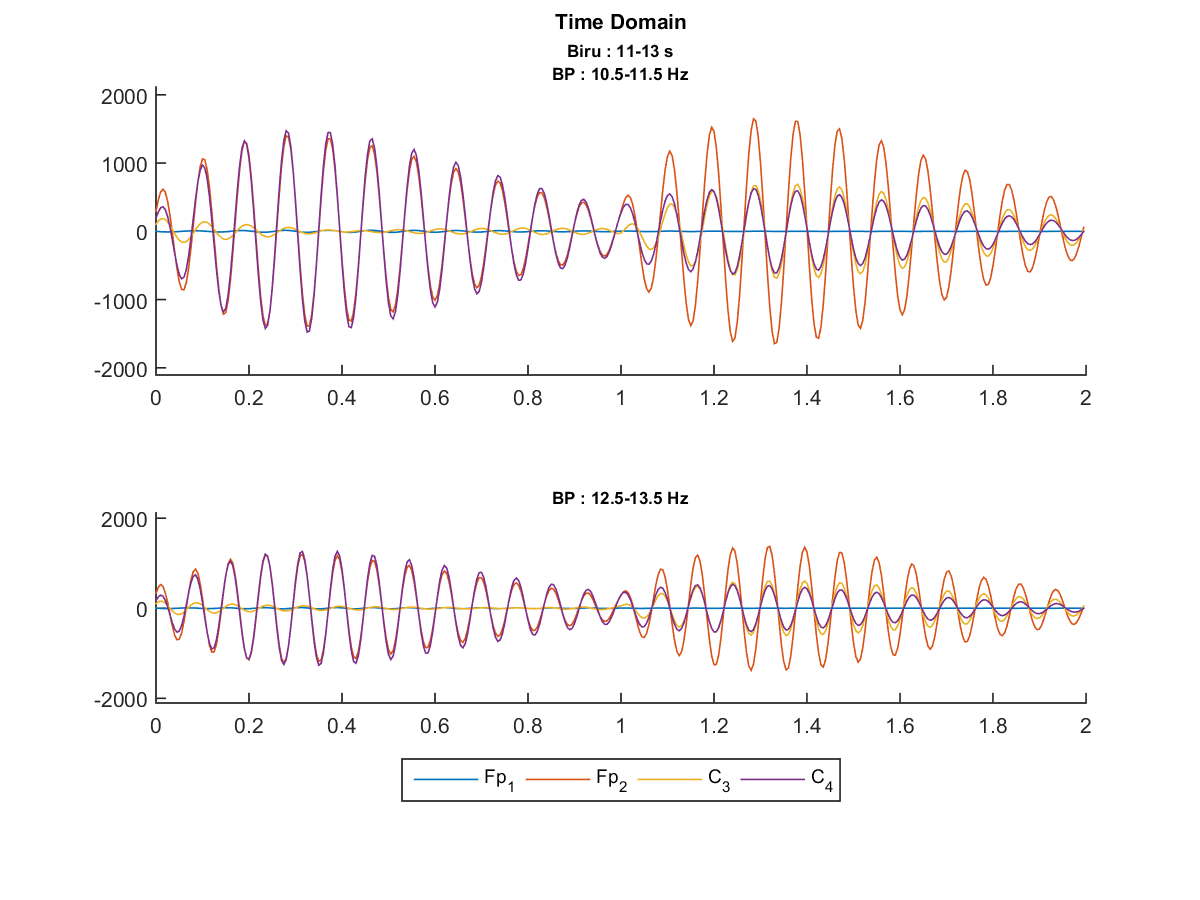 Time Domain
Biru : 11-13 s
BP : 10.5-11.5 Hz
2000
1000
0
-1000
-2000
0 0.2 0.4 0.6 0.8 1 1.2 1.4 1.6 1.8 2
BP : 12.5-13.5 Hz
2000
0
-2000
0 0.2 0.4 0.6 0.8 1 1.2 1.4 1.6 1.8 2
Fp1 Fp2 C3 C4